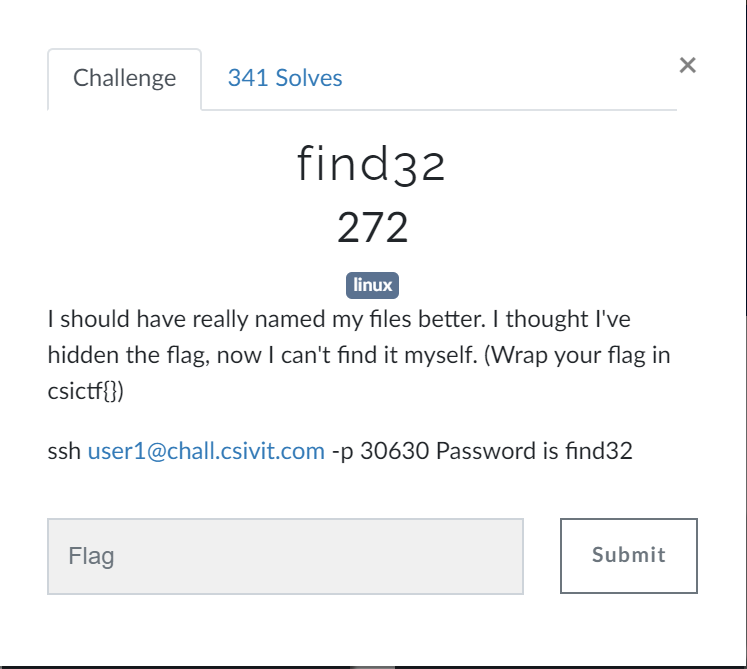 Challenge 341 Solves ×
find32
272
linux
I should have really named my files better. I thought I've
hidden the flag, now I can't find it myself. (Wrap your flag in
csictf{})
ssh user1@chall.csivit.com -p 30630 Password is find32
Flag Submit